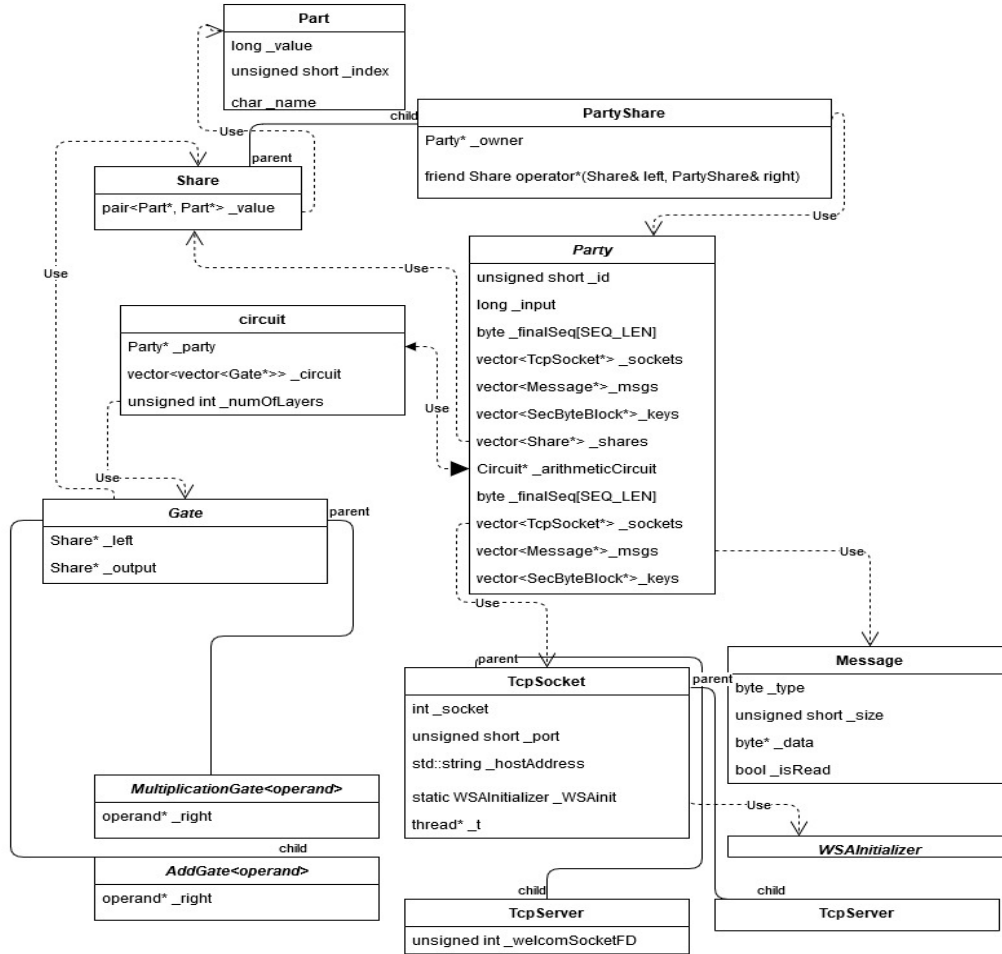 Part
long _value
unsigned short _index
char _name
Use
child
parent
PartyShare
Party* _owner
friend Share operator*(Share& left, PartyShare& right)
Use
Share
pair<Part*, Part*> _value
Use
Use
Party
unsigned short _id
long _input
byte _finalSeq[SEQ_LEN]
vector<TcpSocket*> _sockets
vector<Message*>_msgs
vector<SecByteBlock*>_keys
vector<Share*> _shares
Circuit* _arithmeticCircuit
byte _finalSeq[SEQ_LEN]
vector<TcpSocket*> _sockets
vector<Message*>_msgs
vector<SecByteBlock*>_keys
circuit
Party* _party
vector<vector<Gate*>> _circuit
unsigned int _numOfLayers
Use
Use
Gate
parent
Share* _left
Share* _output
Use
Use
parent
TcpSocket
parent
int _socket
unsigned short _port
std::string _hostAddress
static WSAInitializer _WSAinit
thread* _t
Message
byte _type
unsigned short _size
byte* _data
bool _isRead
Use
WSAInitializer
MultiplicationGate<operand>
operand* _right
child
AddGate<operand>
operand* _right
child
TcpServer
unsigned int _welcomSocketFD
child
TcpServer